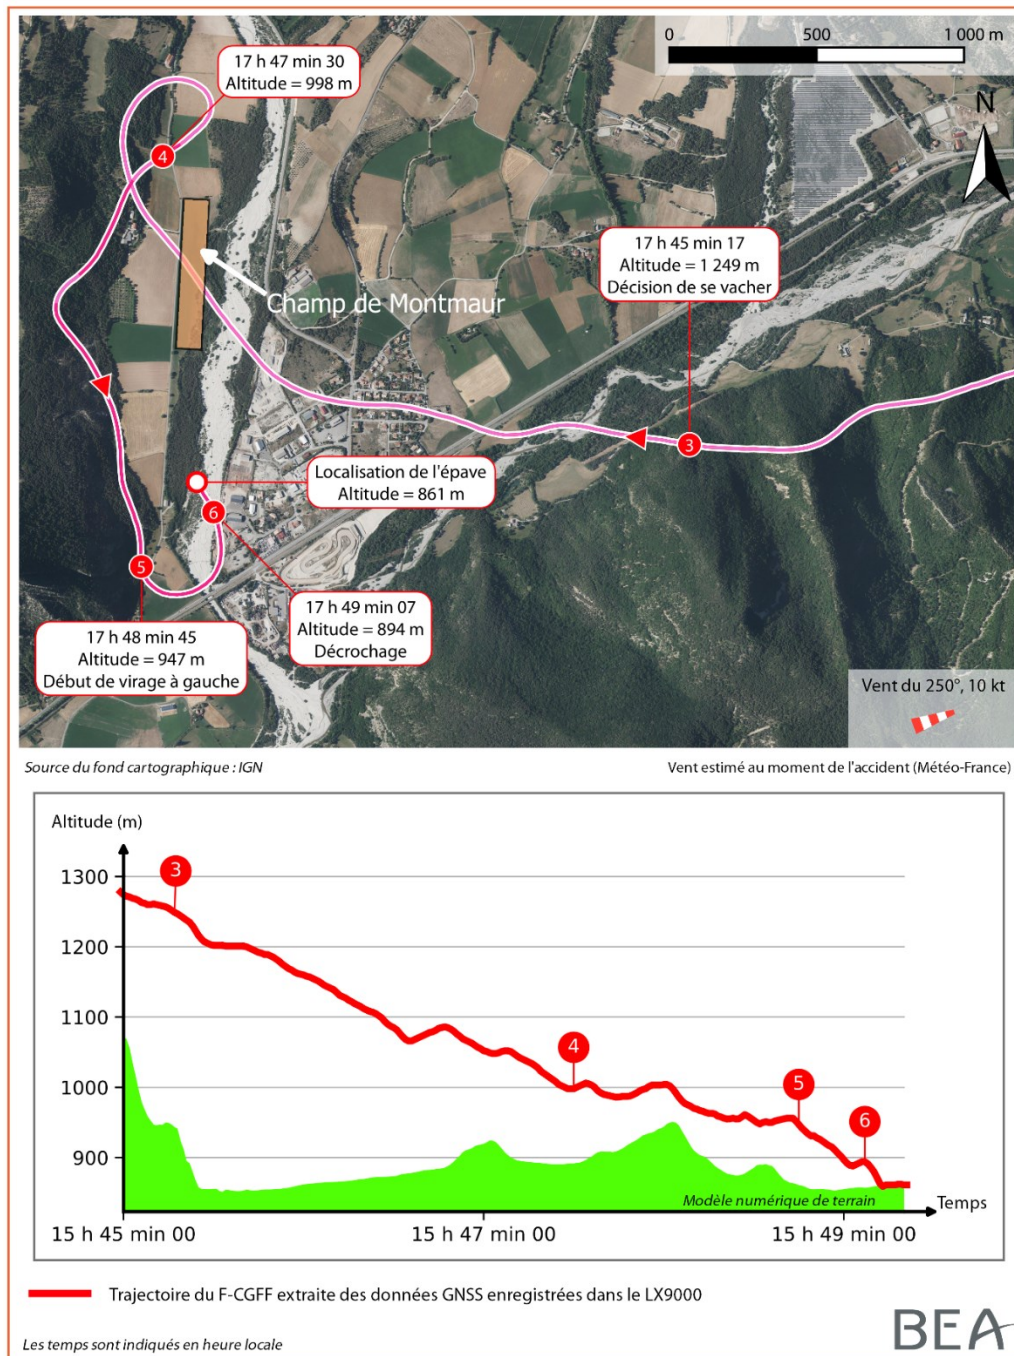 0 500 1 000 m
17 h 47 min 30
Altitude = 998 m
N
4
17 h 45 min 17
Altitude = 1 249 m
Décision de se vacher
Champ de Montmaur
3
Localisation de l'épave
Altitude = 861 m
6
5
17 h 49 min 07
Altitude = 894 m
Décrochage
17 h 48 min 45
Altitude = 947 m
Début de virage à gauche
Vent du 250°, 10 kt
Source du fond cartographique : IGN
Vent estimé au moment de l'accident (Météo-France)
Altitude (m)
1300
1200
1100
1000
900
3
4
5
6
Modèle numérique de terrain
Temps
15 h 45 min 00
15 h 47 min 00
15 h 49 min 00
Trajectoire du F-CGFF extraite des données GNSS enregistrées dans le LX9000
Les temps sont indiqués en heure locale
BEA